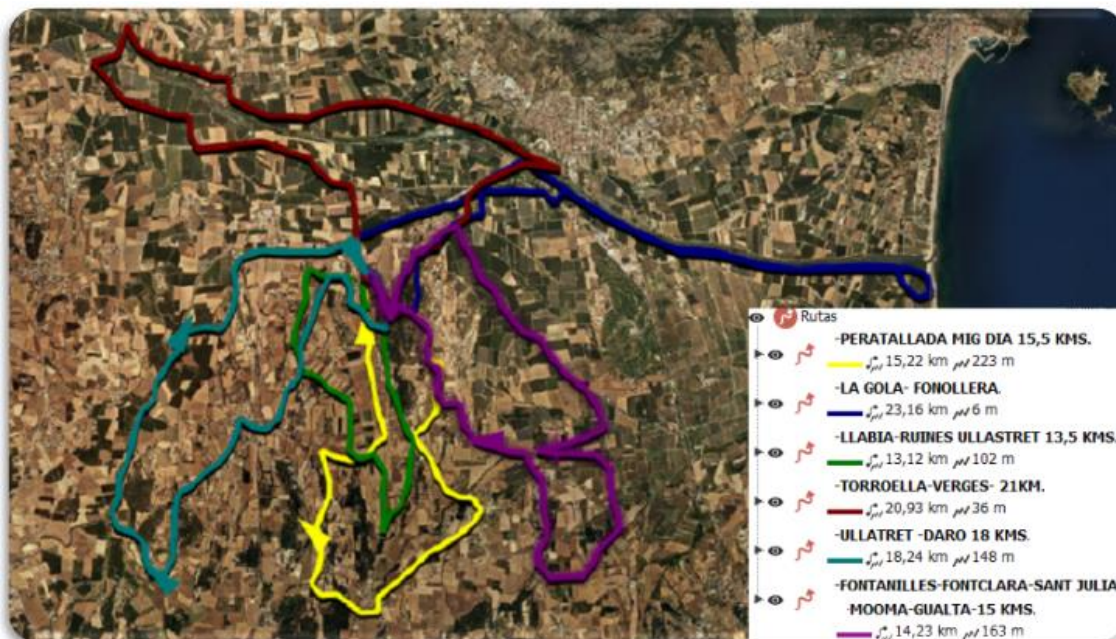 Rutas
-PERATALLADA MIG DIA 15,5 KMS.
15,22 km 223 m
-LA GOLA- FONOLLERA.
23,16 km 6 m
-LLABIA-RUINES ULLASTRET 13,5 KMS.
13,12 km 102 m
-TORROELLA-VERGES- 21KM.
20,93 km 36 m
-ULLATRET -DARO 18 KMS.
18,24 km 148 m
-FONTANILLES-FONTCLARA-SANT JULIA
-MOOMA-GUALTA-15 KMS.
14,23 km 163 m